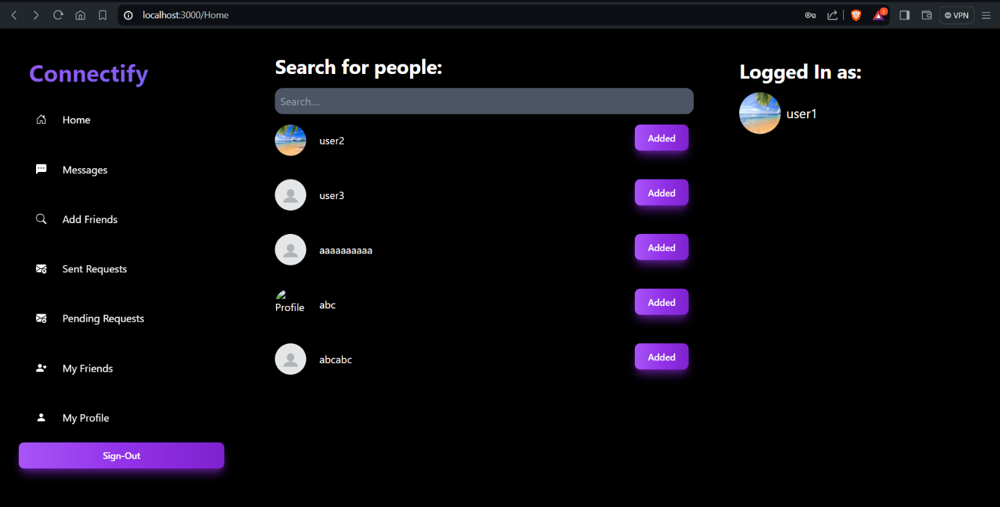 localhost:3000/Home
1
VPN
Connectify
Home
Messages
Add Friends
Sent Requests
Pending Requests
My Friends
My Profile
Sign-Out
Search for people:
Search....
user2
Added
user3
Added
aaaaaaaaaa
Added
Profile
abc
Added
abcabc
Added
Logged In as:
user1